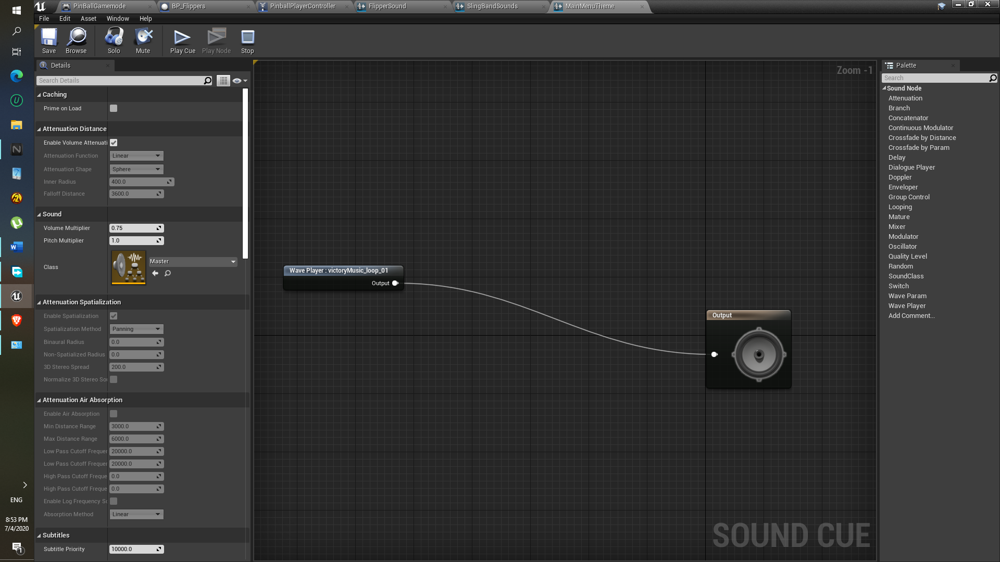 PinBallGamemode
BP_Flippers
PinballPlayerController
FlipperSound
SlingBandSounds
MainMenuTheme
File Edit Asset Window Help
Save Browse Solo Mute Play Cue Play Node Stop
Details
Search Details
Caching
Prime on Load
Attenuation Distance
Enable Volume Attenuati
Attenuation Function Linear
Attenuation Shape Sphere
Inner Radius 400.0
Falloff Distance 3600.0
Sound
Volume Multiplier 0.75
Pitch Multiplier 1.0
Class Master
Attenuation Spatialization
Enable Spatialization
Spatialization Method Panning
Binaural Radius 0.0
Non-Spatialized Radius 0.0
3D Stereo Spread 200.0
Normalize 3D Stereo Sou
Attenuation Air Absorption
Enable Air Absorption
Min Distance Range 3000.0
Max Distance Range 6000.0
Low Pass Cutoff Frequer 20000.0
Low Pass Cutoff Frequer 20000.0
High Pass Cutoff Freque 0.0
High Pass Cutoff Freque 0.0
Enable Log Frequency Sc
Absorption Method Linear
Subtitles
Subtitle Priority 10000.0
Zoom -1
Wave Player : victoryMusic_loop_01
Output
Output
SOUND CUE
Palette
Search
Sound Node
Attenuation
Branch
Concatenator
Continuous Modulator
Crossfade by Distance
Crossfade by Param
Delay
Dialogue Player
Doppler
Enveloper
Group Control
Looping
Mature
Mixer
Modulator
Oscillator
Quality Level
Random
SoundClass
Switch
Wave Param
Wave Player
Add Comment...
ENG
8:53 PM
7/4/2020
1